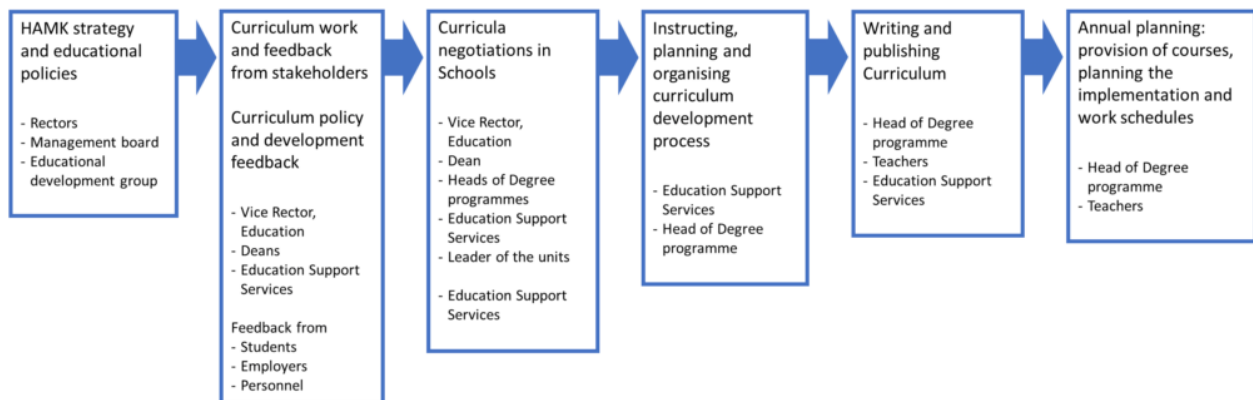 HAMK strategy
and educational
policies
- Rectors
- Management board
- Educational
development group
Curriculum work
and feedback
from stakeholders
Curriculum policy
and development
feedback
- Vice Rector,
Education
- Deans
- Education Support
Services
Feedback from
- Students
- Employers
- Personnel
Curricula
negotiations in
Schools
- Vice Rector,
Education
- Dean
- Heads of Degree
programmes
- Education Support
Services
- Leader of the units
- Education Support
Services
Instructing,
planning and
organising
curriculum
development
process
- Education Support
Services
- Head of Degree
programme
Writing and
publishing
Curriculum
- Head of Degree
programme
- Teachers
- Education Support
Services
Annual planning:
provision of courses,
planning the
implementation and
work schedules
- Head of Degree
programme
- Teachers